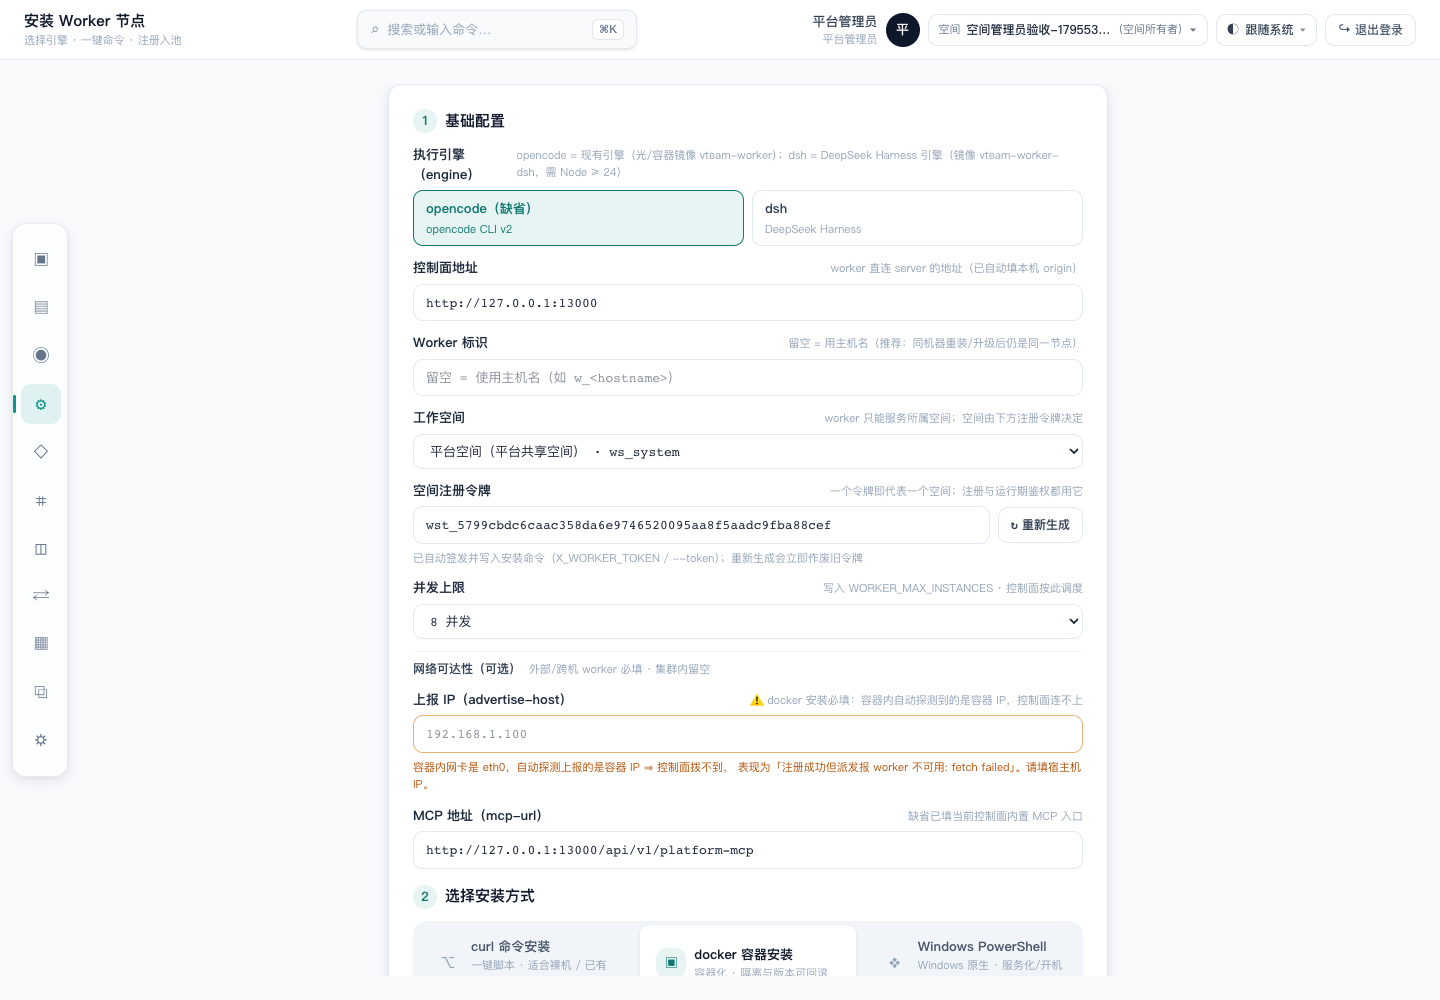 安装 Worker 节点
选择引擎 · 一键命令 · 注册入池
搜索或输入命令...
⌘K
平台管理员
平台管理员
平
空间 空间管理员验收-179553... (空间所有者)
跟随系统
退出登录
1 基础配置
执行引擎
(engine)
opencode = 现有引擎（光/容器镜像 vteam-worker）；dsh = DeepSeek Harness 引擎（镜像 vteam-worker-
dsh，需 Node ≥ 24）
opencode（缺省）
opencode CLI v2
dsh
DeepSeek Harness
控制面地址
worker 直连 server 的地址（已自动填本机 origin）
http://127.0.0.1:13000
Worker 标识
留空 = 用主机名（推荐：同机器重装/升级后仍是同一节点）
留空 = 使用主机名（如 w_<hostname>）
工作空间
worker 只能服务所属空间；空间由下方注册令牌决定
平台空间（平台共享空间） · ws_system
空间注册令牌
一个令牌即代表一个空间；注册与运行期鉴权都用它
wst_5799cbdc6caac358da6e9746520095aa8f5aadc9fba88cef
↻ 重新生成
已自动签发并写入安装命令（X_WORKER_TOKEN / --token）；重新生成会立即作废旧令牌
并发上限
写入 WORKER_MAX_INSTANCES · 控制面按此调度
8 并发
网络可达性（可选） 外部/跨机 worker 必填 · 集群内留空
上报 IP（advertise-host）
⚠ docker 安装必填：容器内自动探测到的是容器 IP，控制面连不上
192.168.1.100
容器内网卡是 eth0，自动探测上报的是容器 IP ⇒ 控制面拨不到， 表现为「注册成功但派发报 worker 不可用: fetch failed」。请填宿主机
IP。
MCP 地址（mcp-url）
缺省已填当前控制面内置 MCP 入口
http://127.0.0.1:13000/api/v1/platform-mcp
2 选择安装方式
curl 命令安装
一键脚本 · 适合裸机 / 已有
docker 容器安装
容器化 · 隔离与版本可回滚
Windows PowerShell
Windows 原生 · 服务化/开机